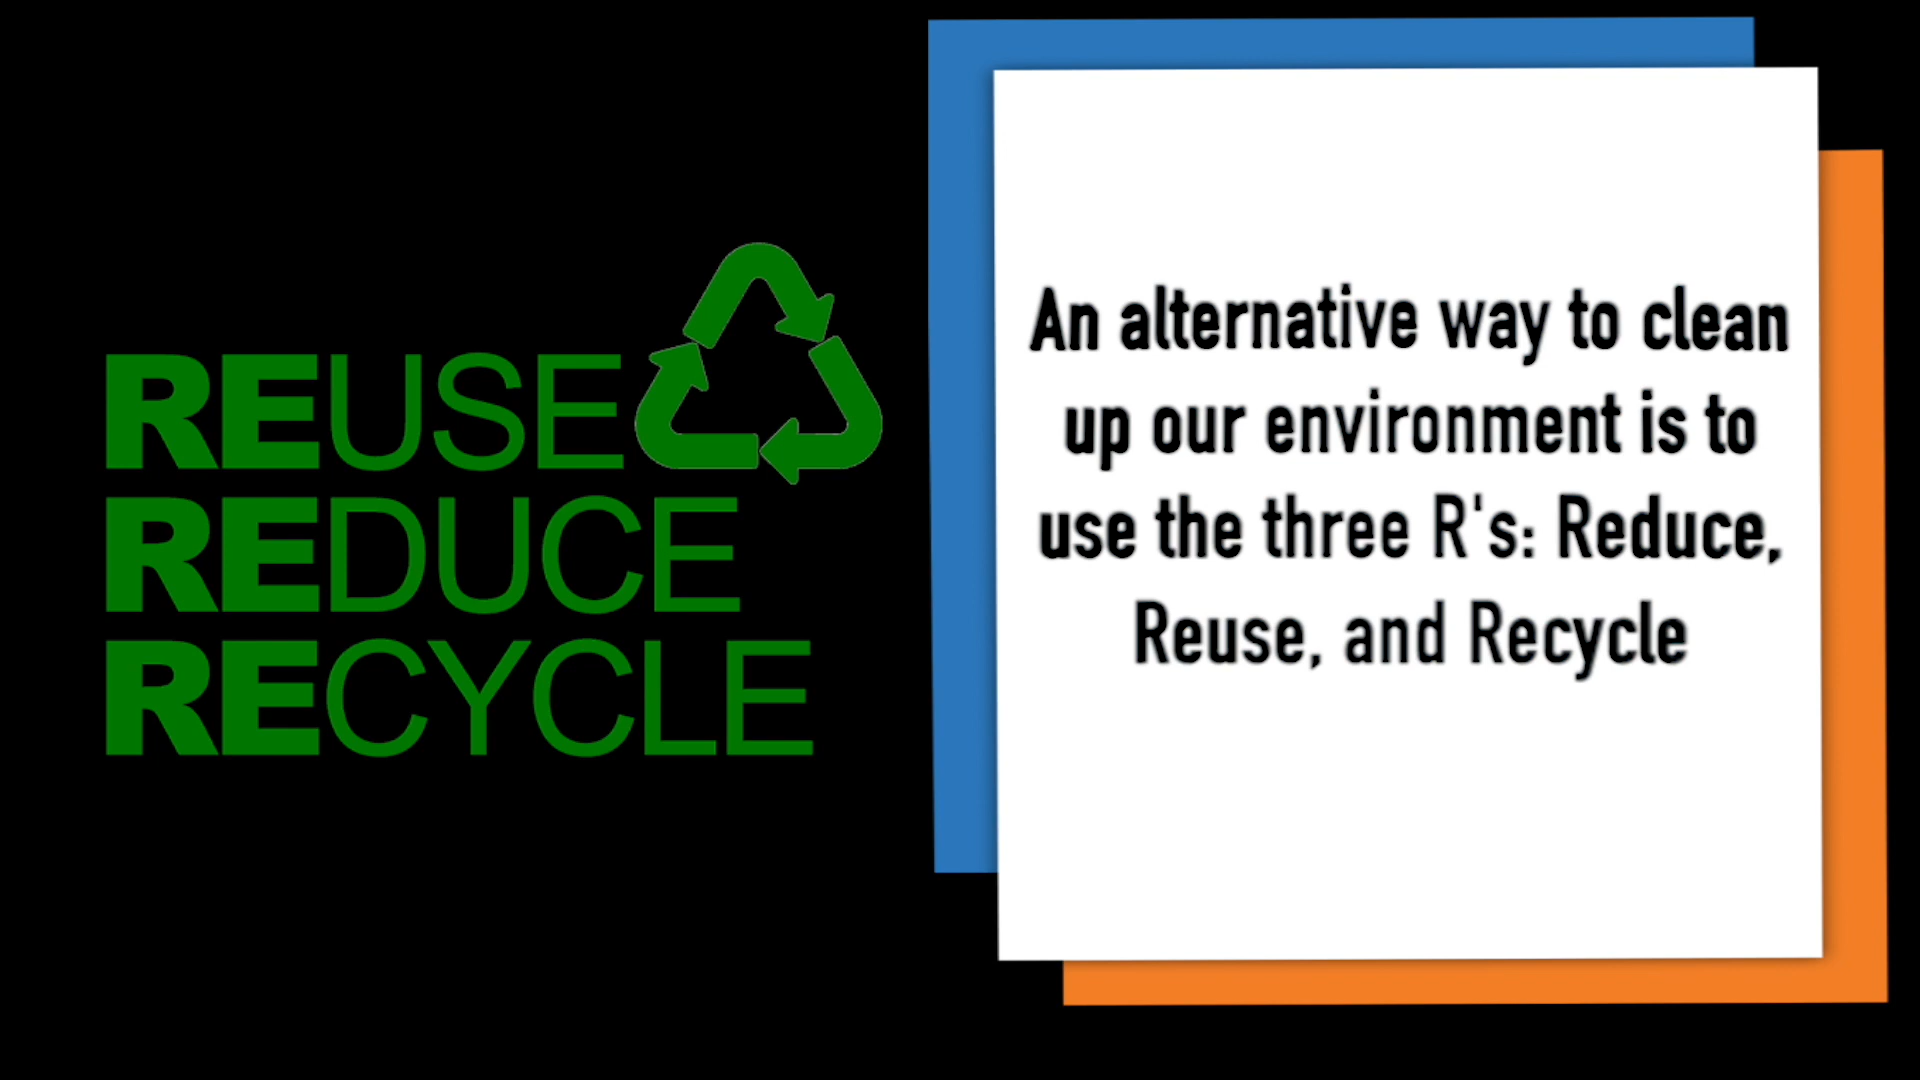 REUSE
REDUCE
RECYCLE
An alternative way to clean
up our environment is to
use the three R's: Reduce,
Reuse, and Recycle